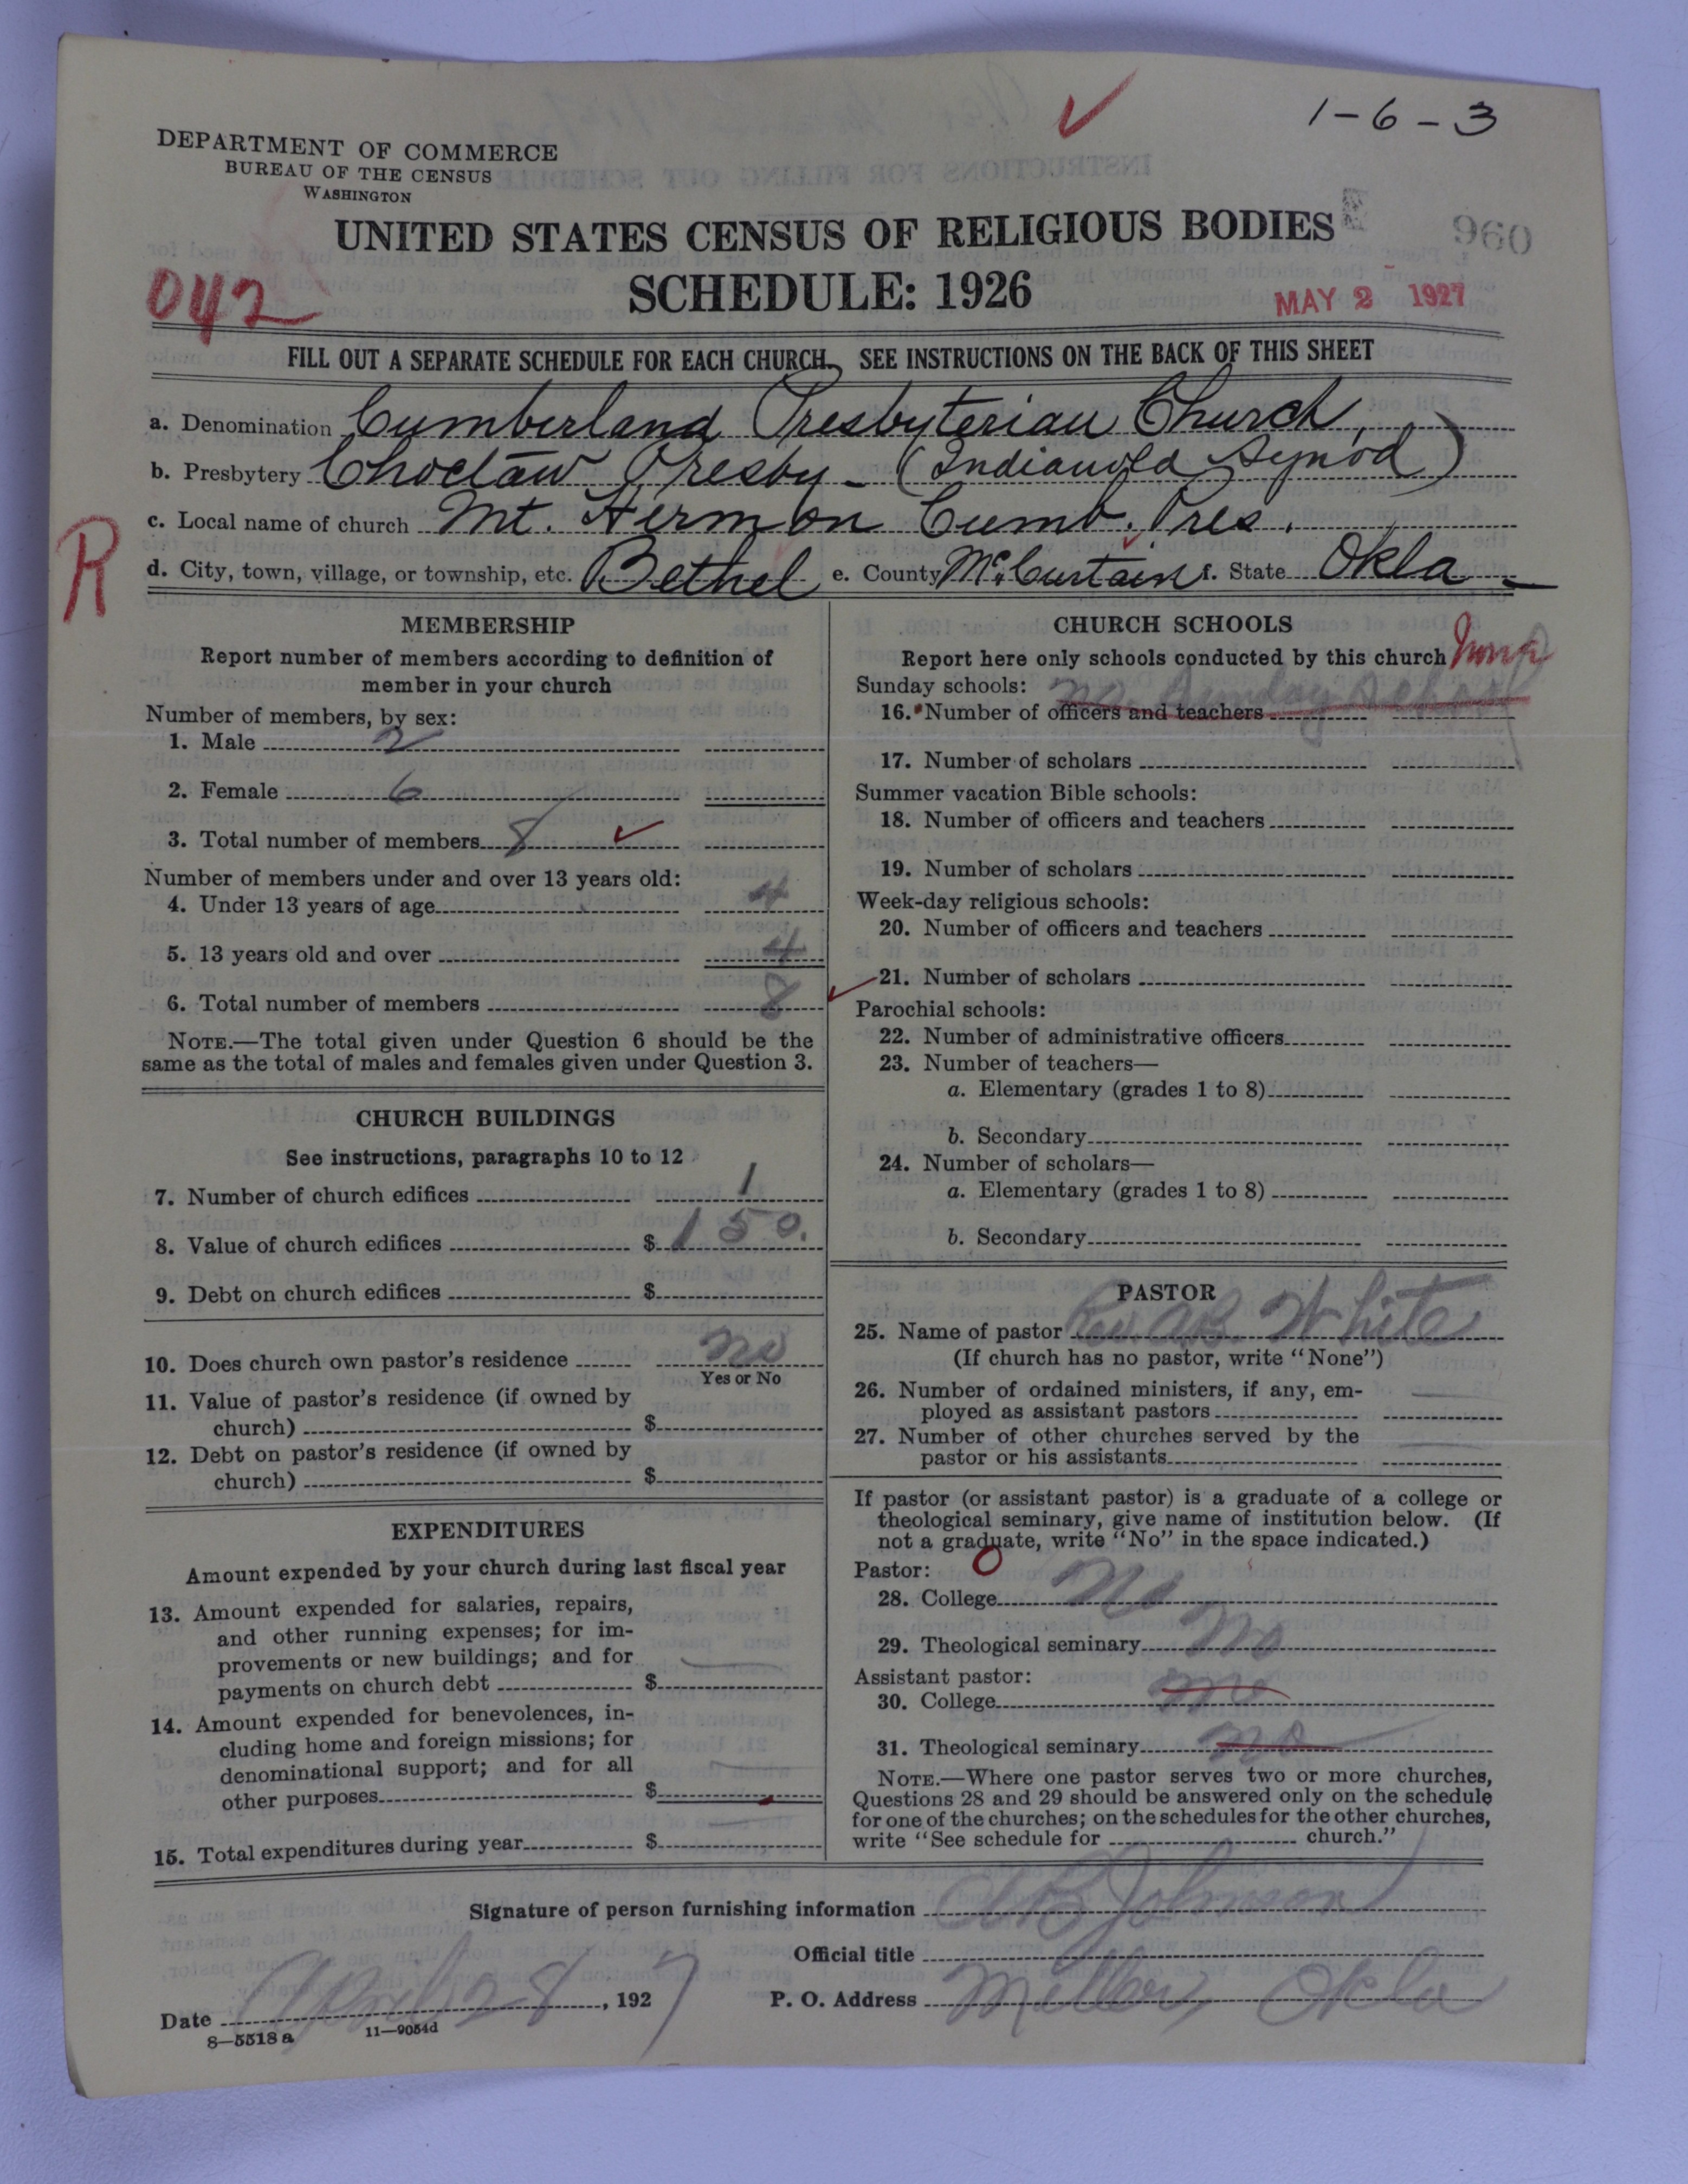 1-6-3
DEPARTMENT OF COMMERCE
BUREAU OF THE CENSUS
WASHINGTON
UNITED STATES CENSUS OF RELIGIOUS BODIES
960
042
SCHEDULE: 1926
MAY 2 1927
FILL OUT A SEPARATE SCHEDULE FOR EACH CHURCH. SEE INSTRUCTIONS ON THE BACK OF THIS SHEET
a. Denomination Cumberland Presbyterian Church,
b. Presbytery Choctaw Presby - (Indianola Synod)
c. Local name of church Mt. Hermon Cumb. Pres.
R
d. City, town, village, or township, etc. Bethel e. County McCurtain f. State Okla
MEMBERSHIP
Report number of members according to definition of
member in your church
Number of members, by sex:
1. Male 2
2. Female 6
3. Total number of members 8
Number of members under and over 13 years old:
4. Under 13 years of age 4
5. 13 years old and over 4
6. Total number of members 8
NOTE.—The total given under Question 6 should be the
same as the total of males and females given under Question 3.
CHURCH BUILDINGS
See instructions, paragraphs 10 to 12
7. Number of church edifices 1
8. Value of church edifices $ 150.
9. Debt on church edifices $
10. Does church own pastor's residence No
Yes or No
11. Value of pastor's residence (if owned by
church) $
12. Debt on pastor's residence (if owned by
church) $
EXPENDITURES
Amount expended by your church during last fiscal year
13. Amount expended for salaries, repairs,
and other running expenses; for im-
provements or new buildings; and for
payments on church debt $
14. Amount expended for benevolences, in-
cluding home and foreign missions; for
denominational support; and for all
other purposes $
15. Total expenditures during year $
CHURCH SCHOOLS
Report here only schools conducted by this church None
Sunday schools: no Sunday School
16. Number of officers and teachers
17. Number of scholars
Summer vacation Bible schools:
18. Number of officers and teachers
19. Number of scholars
Week-day religious schools:
20. Number of officers and teachers
21. Number of scholars
Parochial schools:
22. Number of administrative officers
23. Number of teachers—
a. Elementary (grades 1 to 8)
b. Secondary
24. Number of scholars—
a. Elementary (grades 1 to 8)
b. Secondary
PASTOR
25. Name of pastor Rev. A.B. White
(If church has no pastor, write "None")
26. Number of ordained ministers, if any, em-
ployed as assistant pastors
27. Number of other churches served by the
pastor or his assistants
If pastor (or assistant pastor) is a graduate of a college or
theological seminary, give name of institution below. (If
not a graduate, write "No" in the space indicated.)
Pastor: O
28. College No
29. Theological seminary No
Assistant pastor:
30. College no
31. Theological seminary no
NOTE.—Where one pastor serves two or more churches,
Questions 28 and 29 should be answered only on the schedule
for one of the churches; on the schedules for the other churches,
write "See schedule for church."
Signature of person furnishing information Johnson
Official title
Date April 28, 1927 P. O. Address Miller Okla
8—5518 a 11—9054d